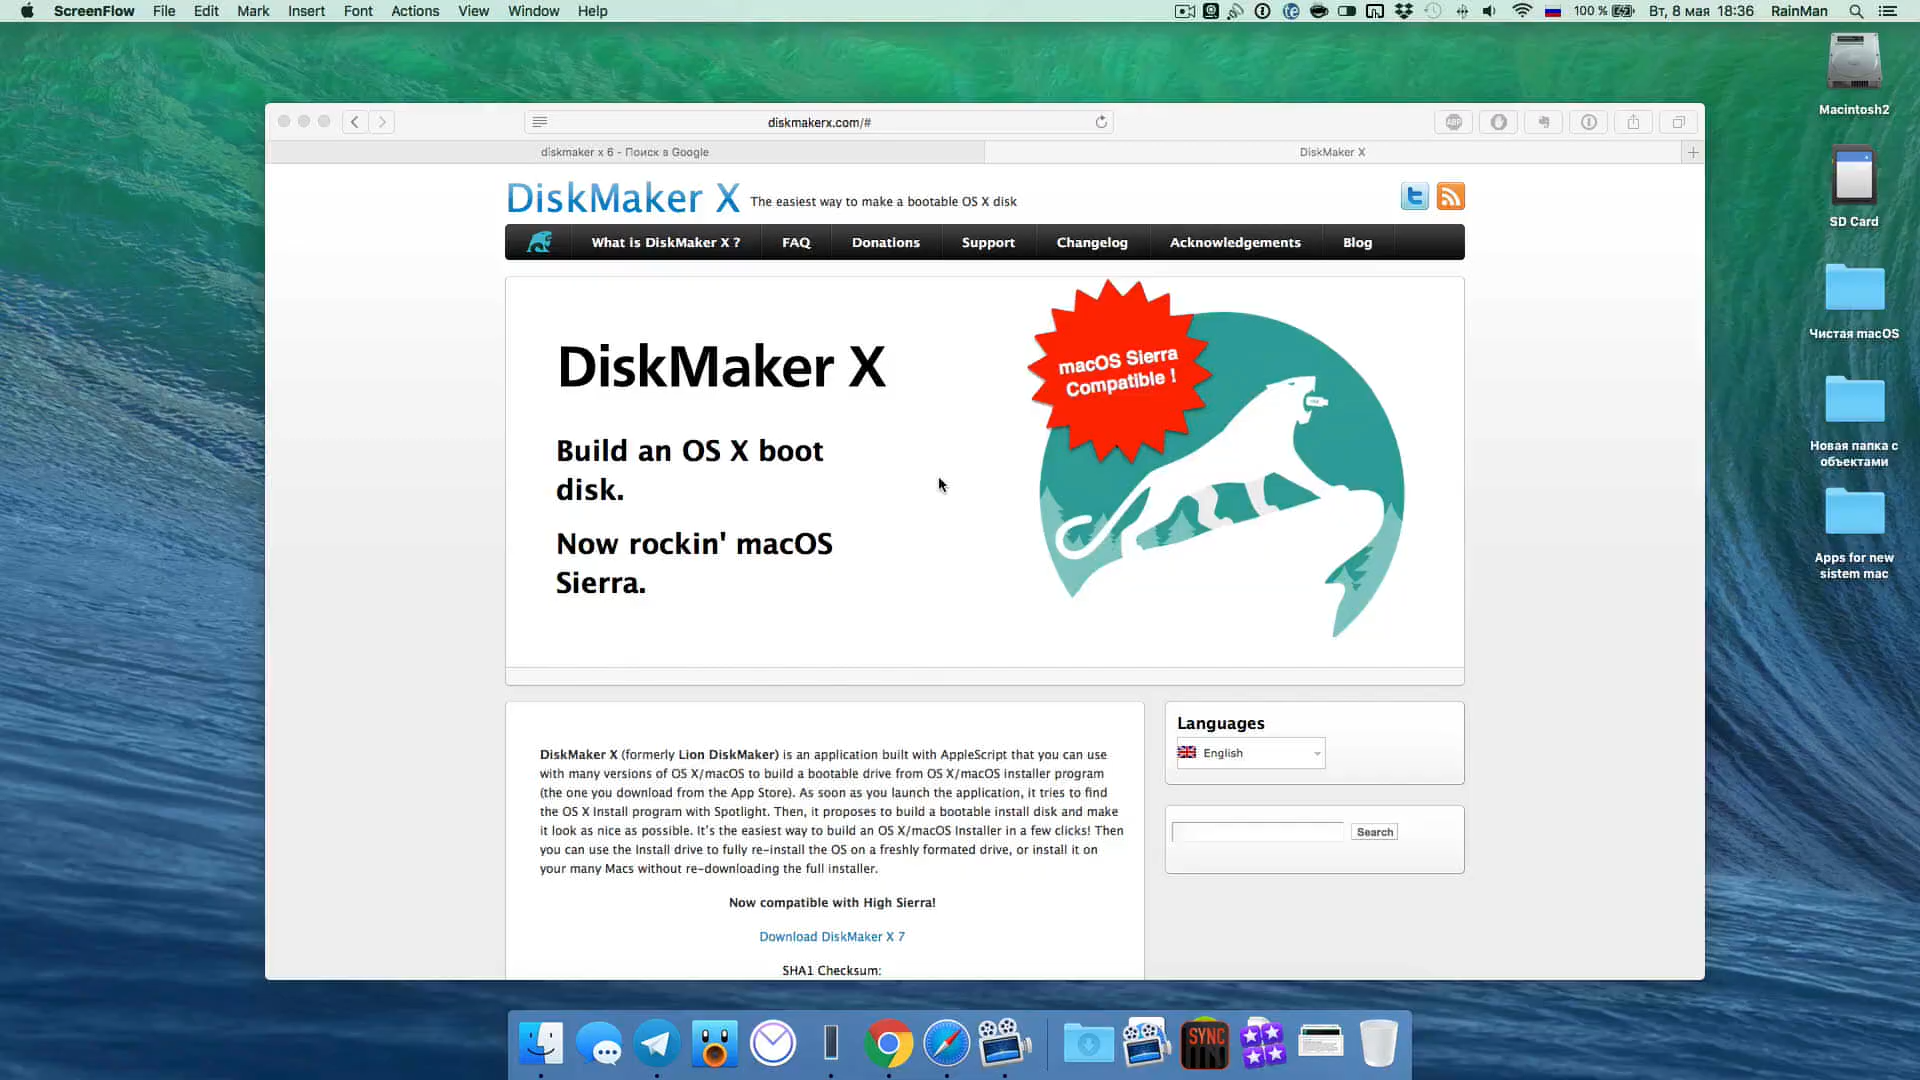 ScreenFlow File Edit Mark Insert Font Actions View Window Help 100 % Вт, 8 мая 18:36 RainMan
Macintosh2
SD Card
Чистая macOS
Новая папка с
объектами
Apps for new
sistem mac
diskmakerx.com/#
ABP
diskmaker x 6 - Поиск в Google
DiskMaker X
DiskMaker X The easiest way to make a bootable OS X disk
What is DiskMaker X ? FAQ Donations Support Changelog Acknowledgements Blog
DiskMaker X
Build an OS X boot
disk.
Now rockin' macOS
Sierra.
macOS Sierra
Compatible !
DiskMaker X (formerly Lion DiskMaker) is an application built with AppleScript that you can use
with many versions of OS X/macOS to build a bootable drive from OS X/macOS installer program
(the one you download from the App Store). As soon as you launch the application, it tries to find
the OS X Install program with Spotlight. Then, it proposes to build a bootable install disk and make
it look as nice as possible. It's the easiest way to build an OS X/macOS Installer in a few clicks! Then
you can use the Install drive to fully re-install the OS on a freshly formated drive, or install it on
your many Macs without re-downloading the full installer.
Now compatible with High Sierra!
Download DiskMaker X 7
SHA1 Checksum:
Languages
English
Search
SYNC